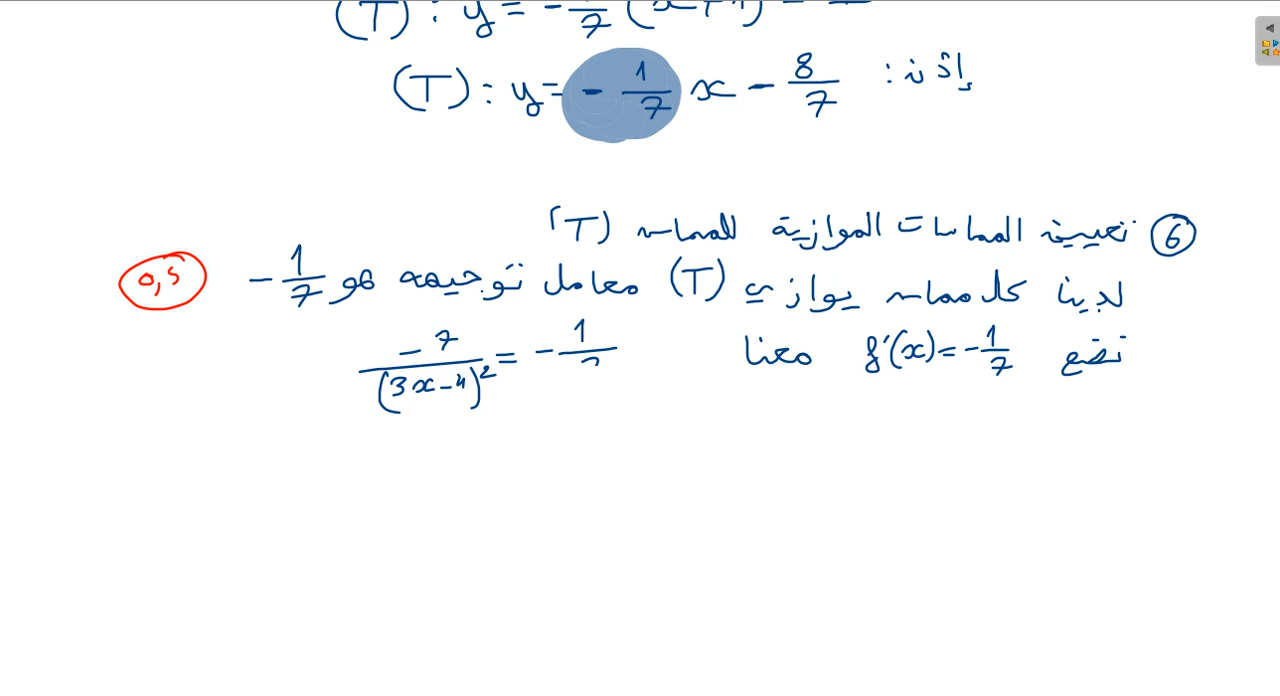 (T): y = -
إذن: (T): y = - 1/7 x - 8/7
⑥ تعيين المماسات الموازية للمماس (T)
لدينا كل مماس يوازي (T) معامل توجيهه هو - 1/7
0,5
نضع f'(x) = - 1/7 معناه -7/(3x-4)² = - 1/